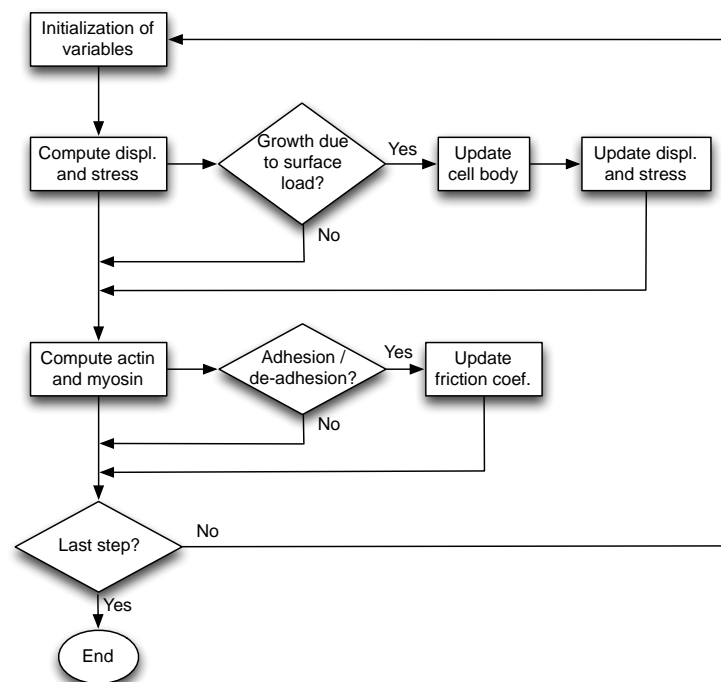 Initialization of
variables
Compute displ.
and stress
Growth due
to surface
load?
Yes
Update
cell body
Update displ.
and stress
No
Compute actin
and myosin
Adhesion /
de-adhesion?
Yes
Update
friction coef.
No
Last step?
No
Yes
End